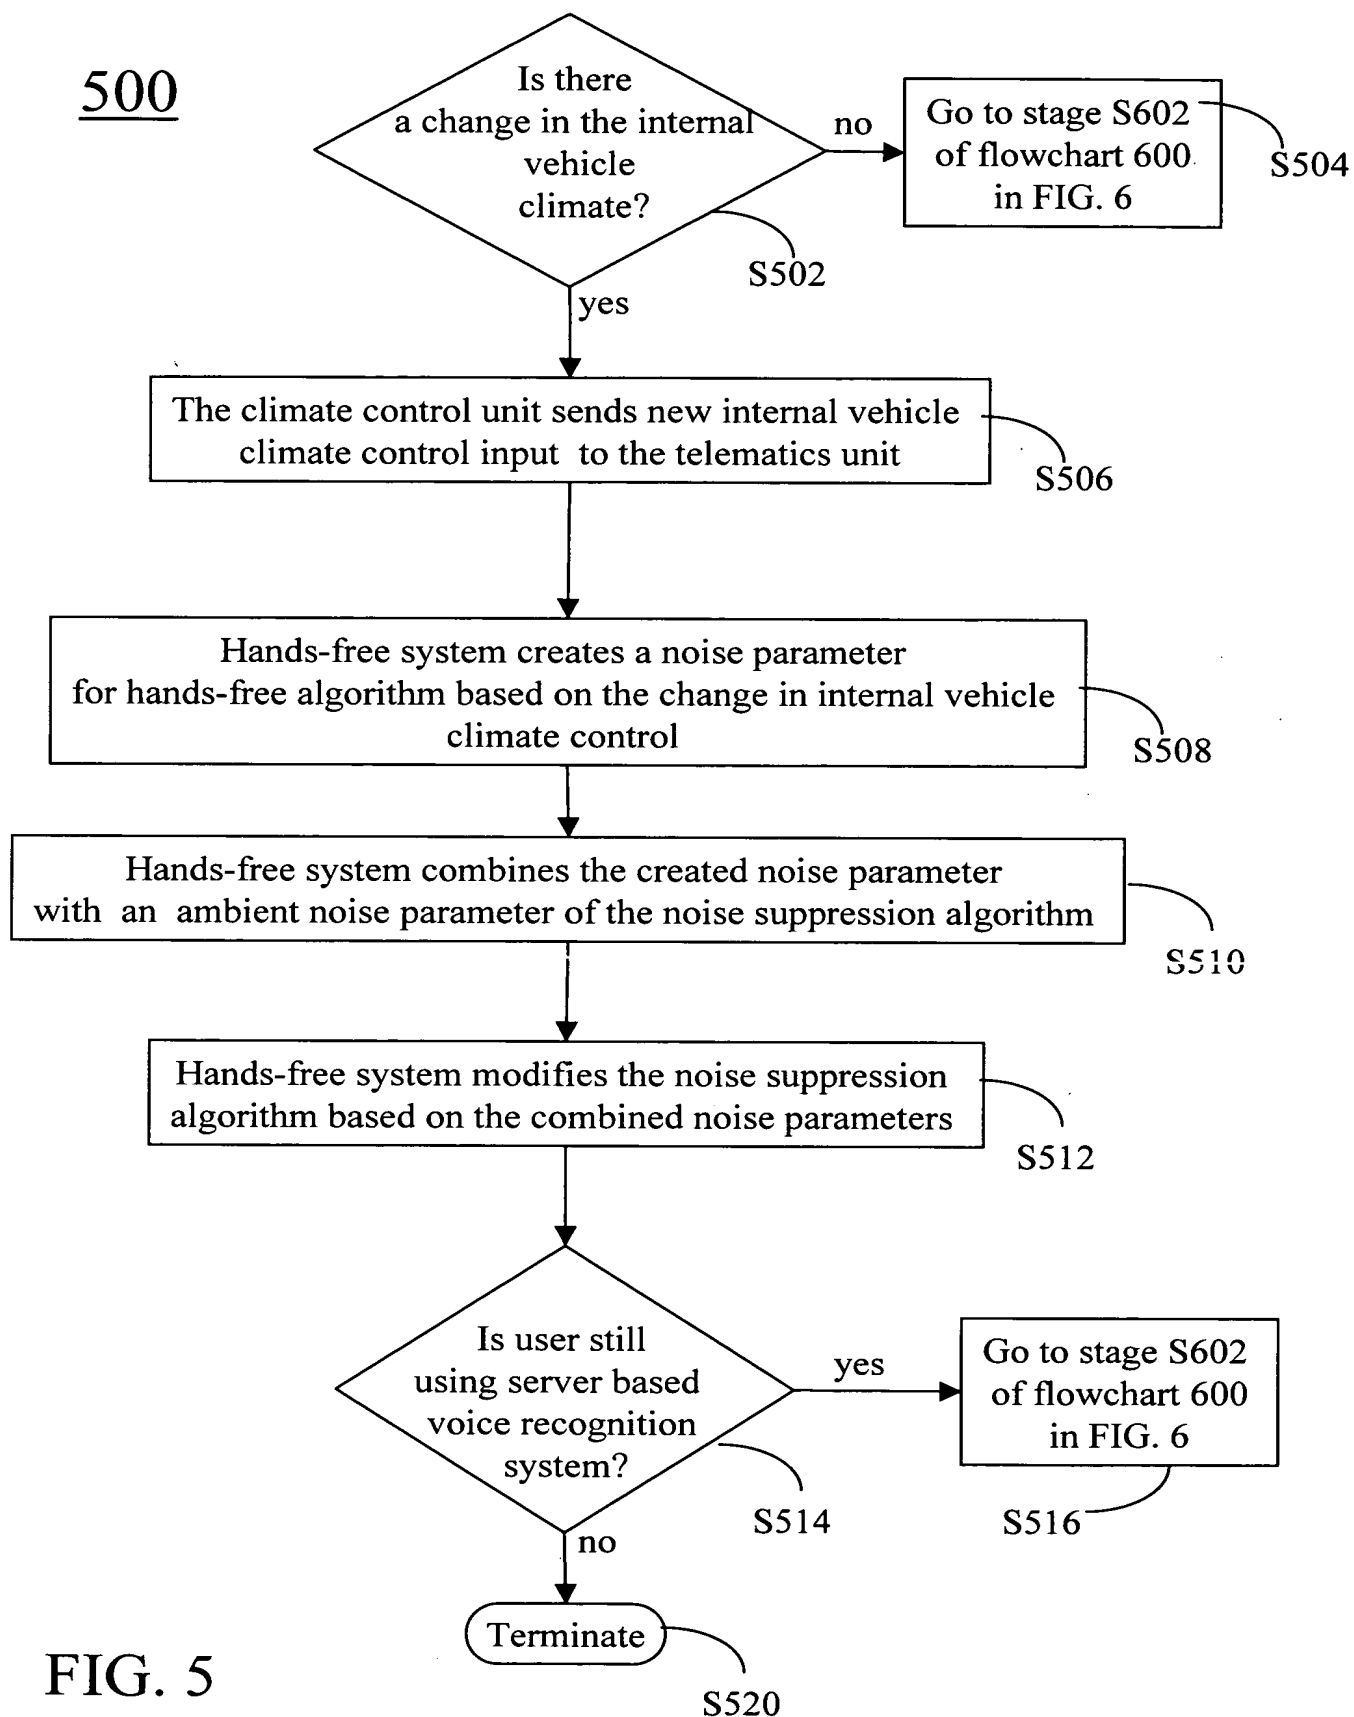 500
Is there
a change in the internal
vehicle
climate?
no
Go to stage S602
of flowchart 600
in FIG. 6
S504
S502
yes
The climate control unit sends new internal vehicle
climate control input to the telematics unit
S506
Hands-free system creates a noise parameter
for hands-free algorithm based on the change in internal vehicle
climate control
S508
Hands-free system combines the created noise parameter
with an ambient noise parameter of the noise suppression algorithm
S510
Hands-free system modifies the noise suppression
algorithm based on the combined noise parameters
S512
Is user still
using server based
voice recognition
system?
yes
Go to stage S602
of flowchart 600
in FIG. 6
S514
S516
no
Terminate
S520
FIG. 5